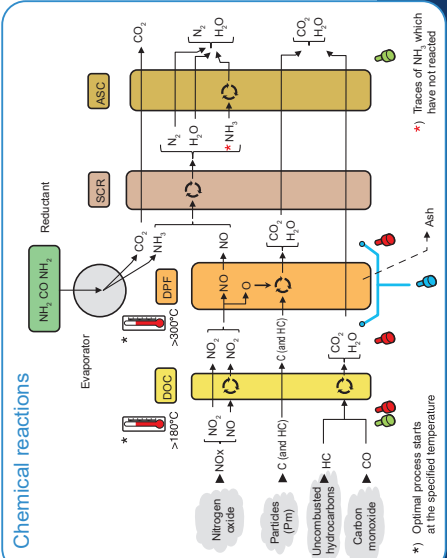 Chemical reactions
Reductant
NH2 CO NH2
Evaporator
*
>180°C
*
>300°C
DOC
DPF
SCR
ASC
Nitrogen
oxide
NOx
NO2
NO
NO2
NO2
NO
O
NO
CO2
NH3
N2
H2O
* NH3
CO2
N2
H2O
N2
H2O
Particles
(Pm)
C (and HC)
C (and HC)
CO2
H2O
CO2
H2O
Uncombusted
hydrocarbons
HC
Carbon
monoxide
CO
CO2
H2O
Ash
*) Optimal process starts
at the specified temperature
*) Traces of NH3 which
have not reacted